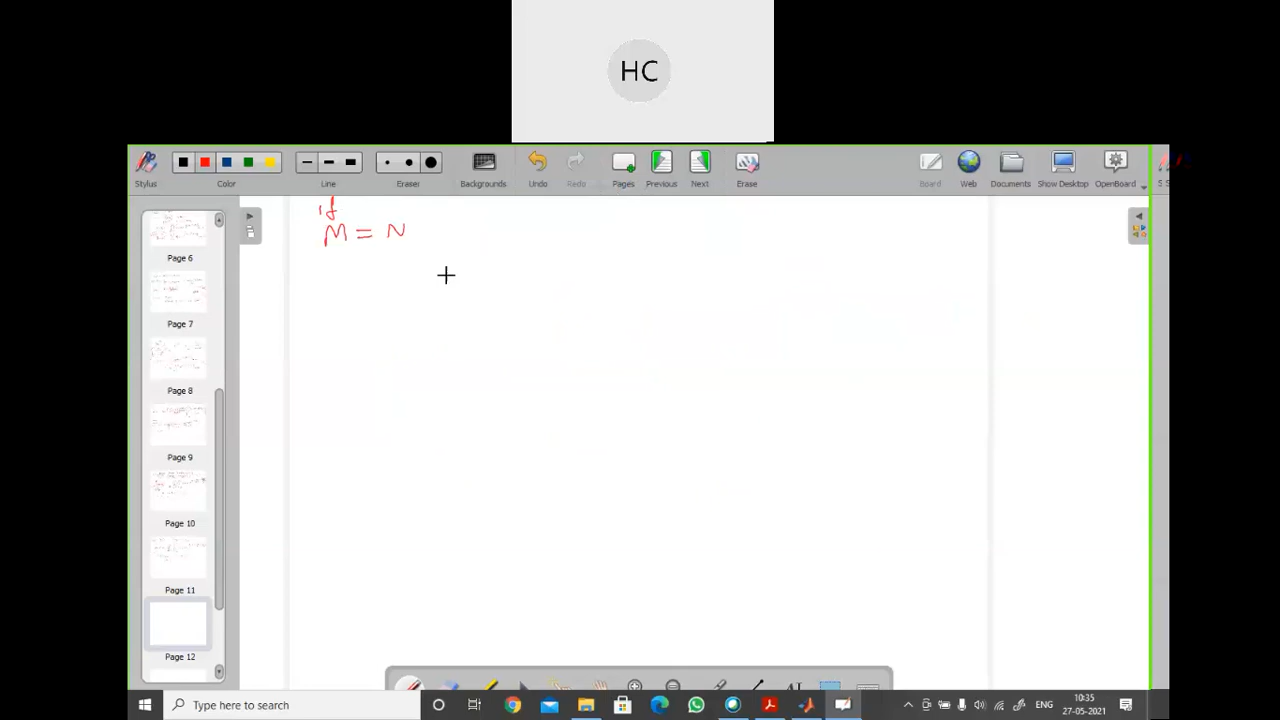 HC
Stylus Color Line Eraser Backgrounds Undo Redo Pages Previous Next Erase Board Web Documents Show Desktop OpenBoard
if
M = N
Page 6
Page 7
Page 8
Page 9
Page 10
Page 11
Page 12
Type here to search
ENG
10:35
27-05-2021